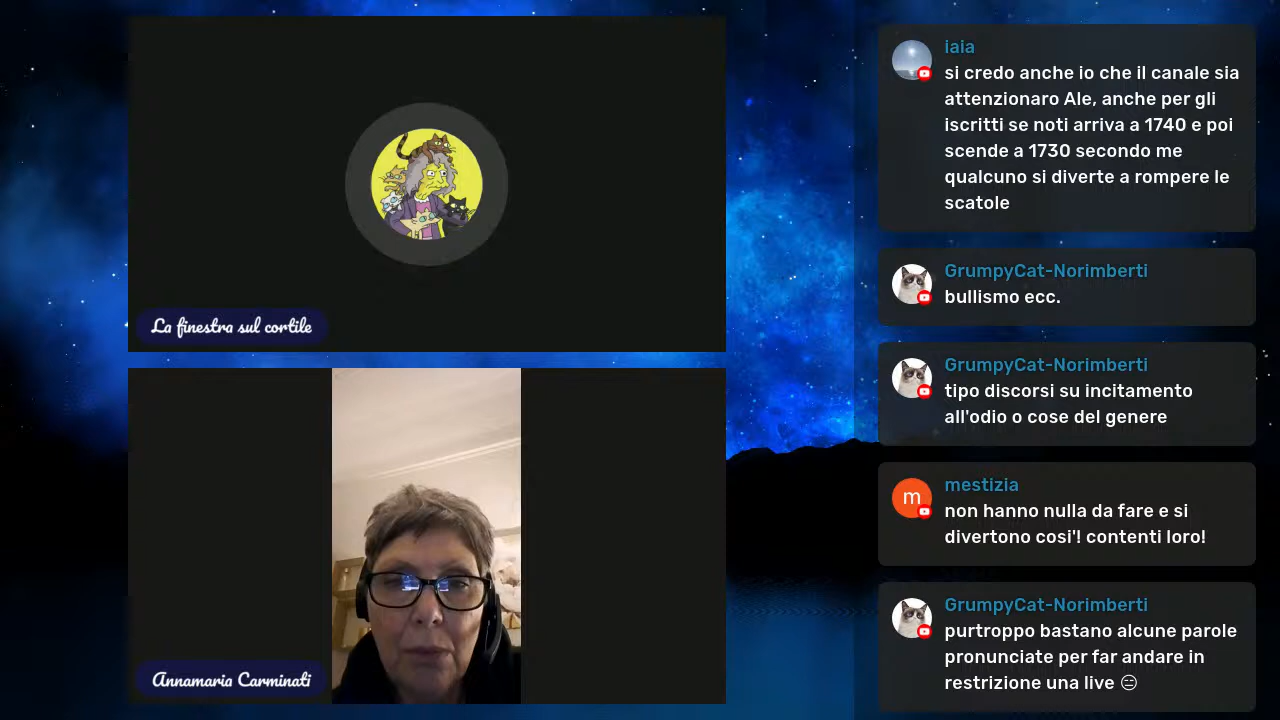 La finestra sul cortile
Annamaria Carminati
iaia
si credo anche io che il canale sia
attenzionaro Ale, anche per gli
iscritti se noti arriva a 1740 e poi
scende a 1730 secondo me
qualcuno si diverte a rompere le
scatole
GrumpyCat-Norimberti
bullismo ecc.
GrumpyCat-Norimberti
tipo discorsi su incitamento
all'odio o cose del genere
m
mestizia
non hanno nulla da fare e si
divertono cosi'! contenti loro!
GrumpyCat-Norimberti
purtroppo bastano alcune parole
pronunciate per far andare in
restrizione una live 😑